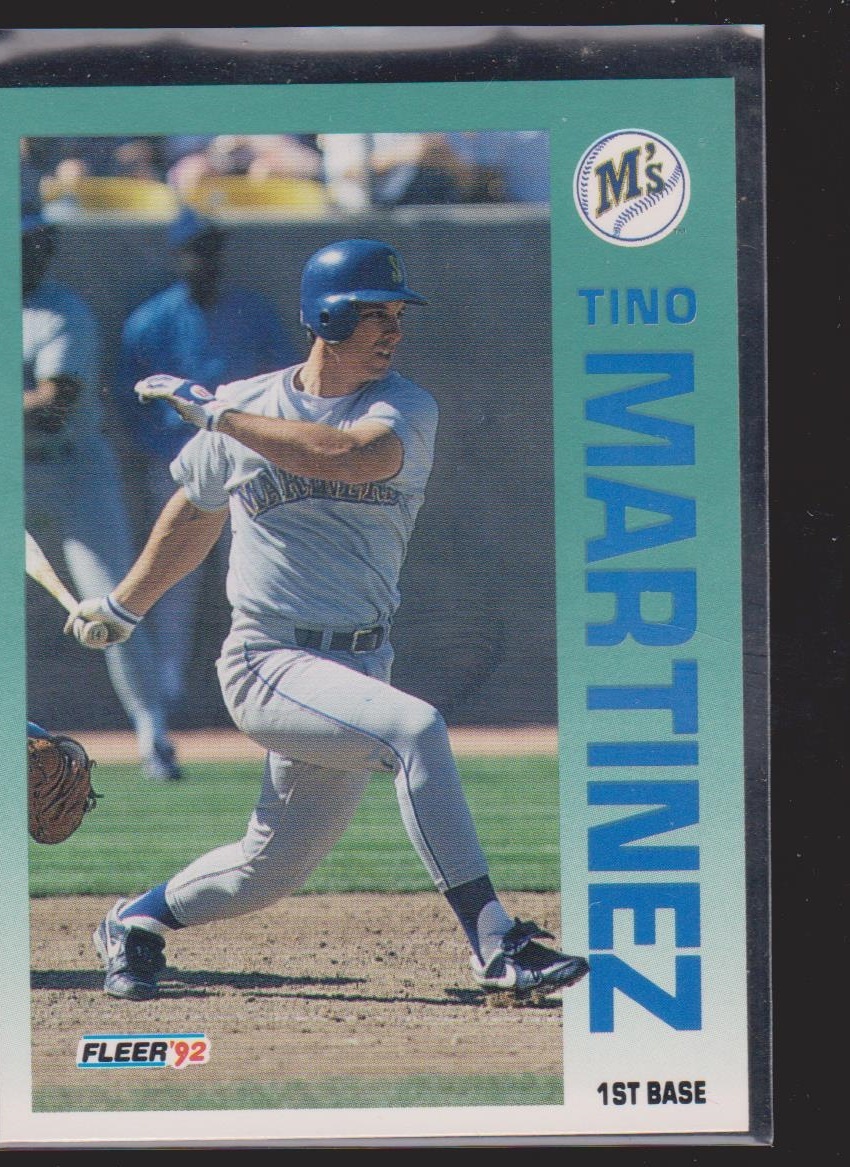 M's
TINO
MARTINEZ
S
MARINERS
FLEER '92
1ST BASE